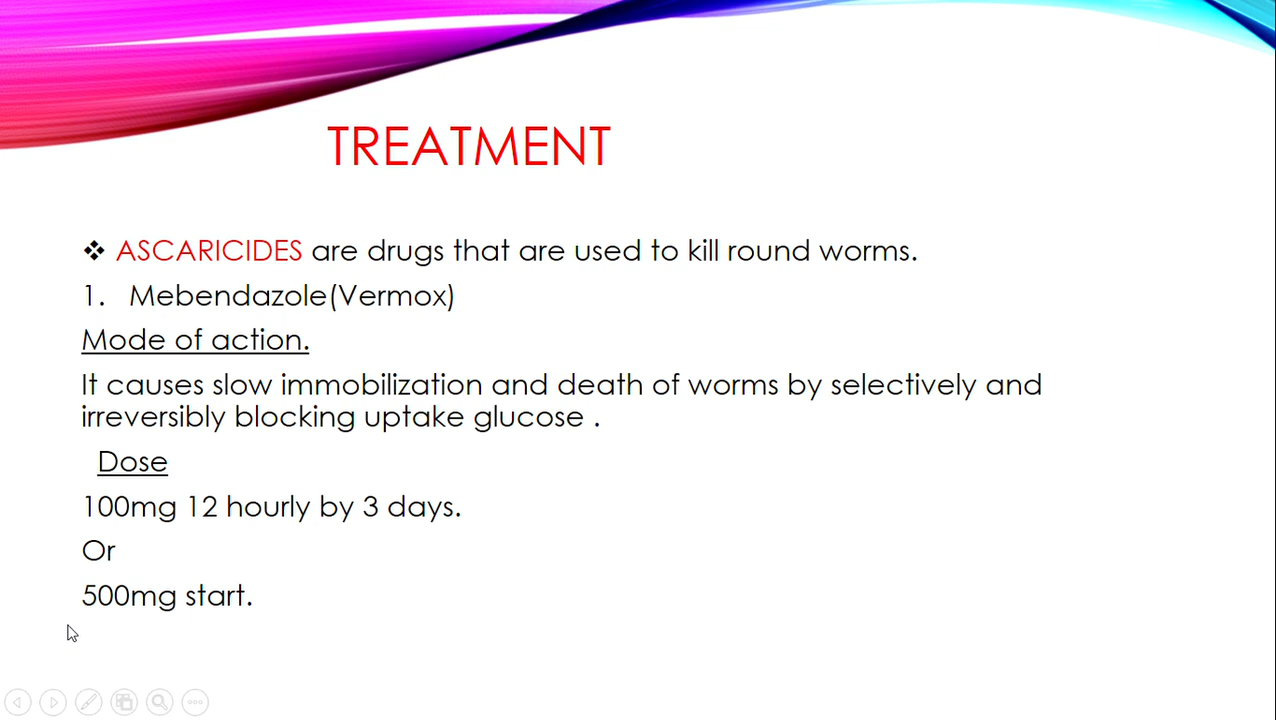 TREATMENT
❖ ASCARICIDES are drugs that are used to kill round worms.
1. Mebendazole(Vermox)
Mode of action.
It causes slow immobilization and death of worms by selectively and
irreversibly blocking uptake glucose .
Dose
100mg 12 hourly by 3 days.
Or
500mg start.